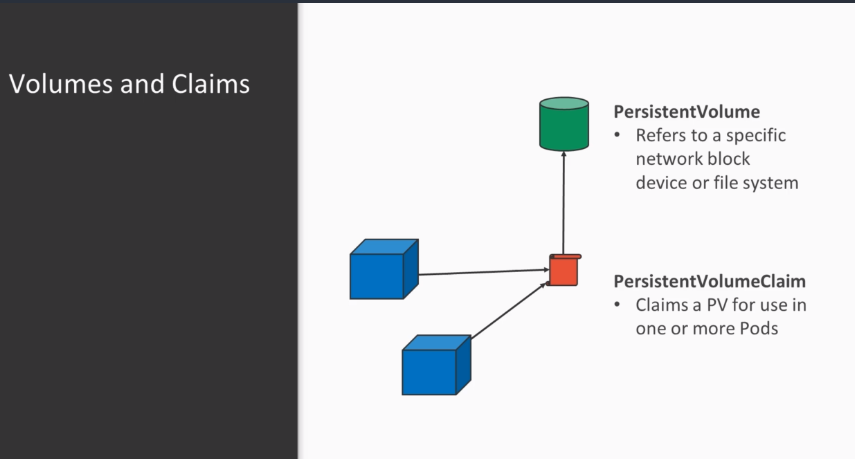 Volumes and Claims
PersistentVolume
• Refers to a specific
network block
device or file system
PersistentVolumeClaim
• Claims a PV for use in
one or more Pods